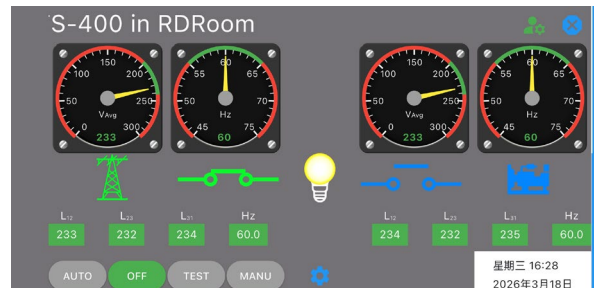 S-400 in RDRoom
150
100 200
50 250
VAvg
0 300
233
60
55 65
50 70
Hz
45 75
60
150
100 200
50 250
VAvg
0 300
233
60
55 65
50 70
Hz
45 75
60
L12 L23 L31 Hz
233 232 234 60.0
L12 L23 L31 Hz
234 232 235 60.0
AUTO OFF TEST MANU
星期三 16:28
2026年3月18日